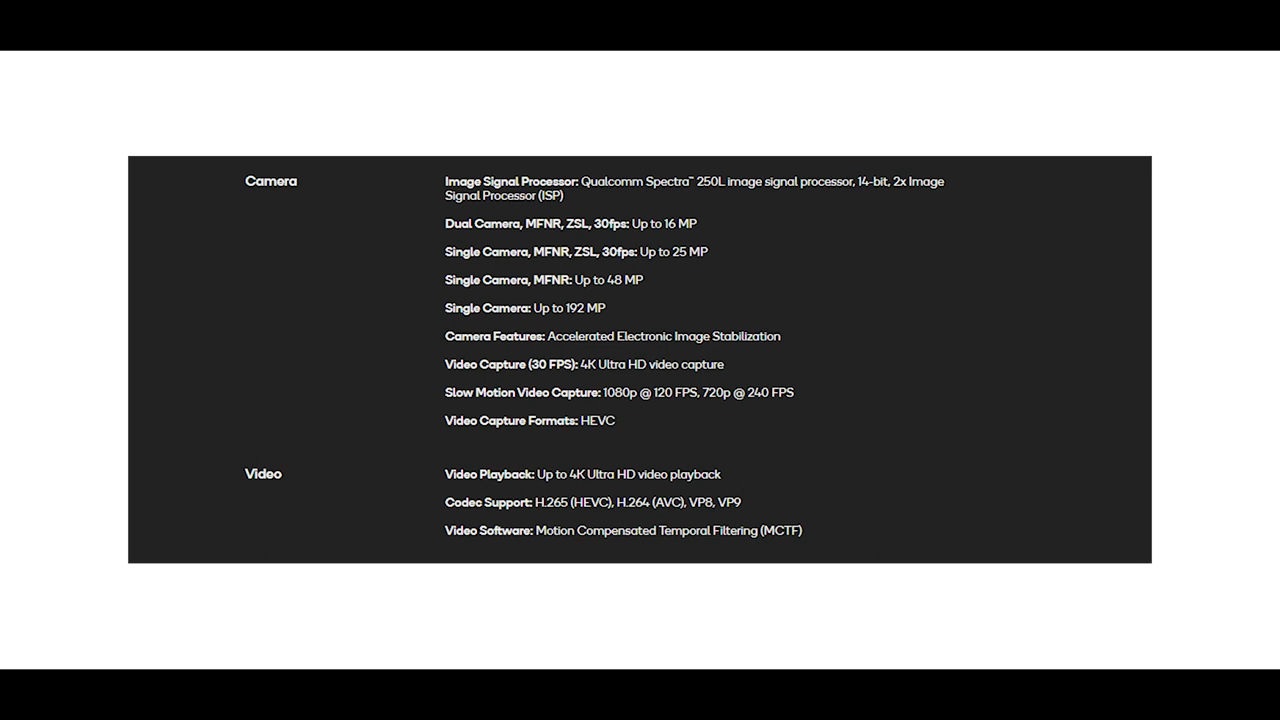 Camera
Image Signal Processor: Qualcomm Spectra™ 250L image signal processor, 14-bit, 2x Image
Signal Processor (ISP)
Dual Camera, MFNR, ZSL, 30fps: Up to 16 MP
Single Camera, MFNR, ZSL, 30fps: Up to 25 MP
Single Camera, MFNR: Up to 48 MP
Single Camera: Up to 192 MP
Camera Features: Accelerated Electronic Image Stabilization
Video Capture (30 FPS): 4K Ultra HD video capture
Slow Motion Video Capture: 1080p @ 120 FPS, 720p @ 240 FPS
Video Capture Formats: HEVC
Video
Video Playback: Up to 4K Ultra HD video playback
Codec Support: H.265 (HEVC), H.264 (AVC), VP8, VP9
Video Software: Motion Compensated Temporal Filtering (MCTF)